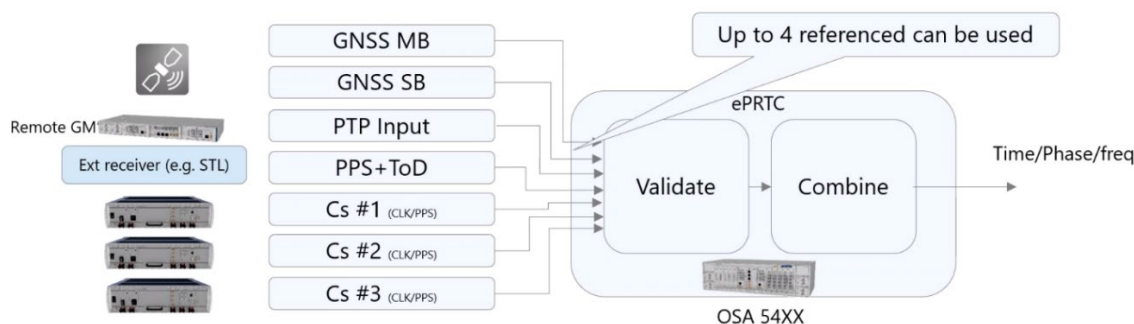 GNSS MB
Up to 4 referenced can be used
GNSS SB
ePRTC
Remote GM
PTP Input
Ext receiver (e.g. STL)
PPS+ToD
Validate
Combine
Time/Phase/freq
Cs #1 (CLK/PPS)
Cs #2 (CLK/PPS)
Cs #3 (CLK/PPS)
OSA 54XX